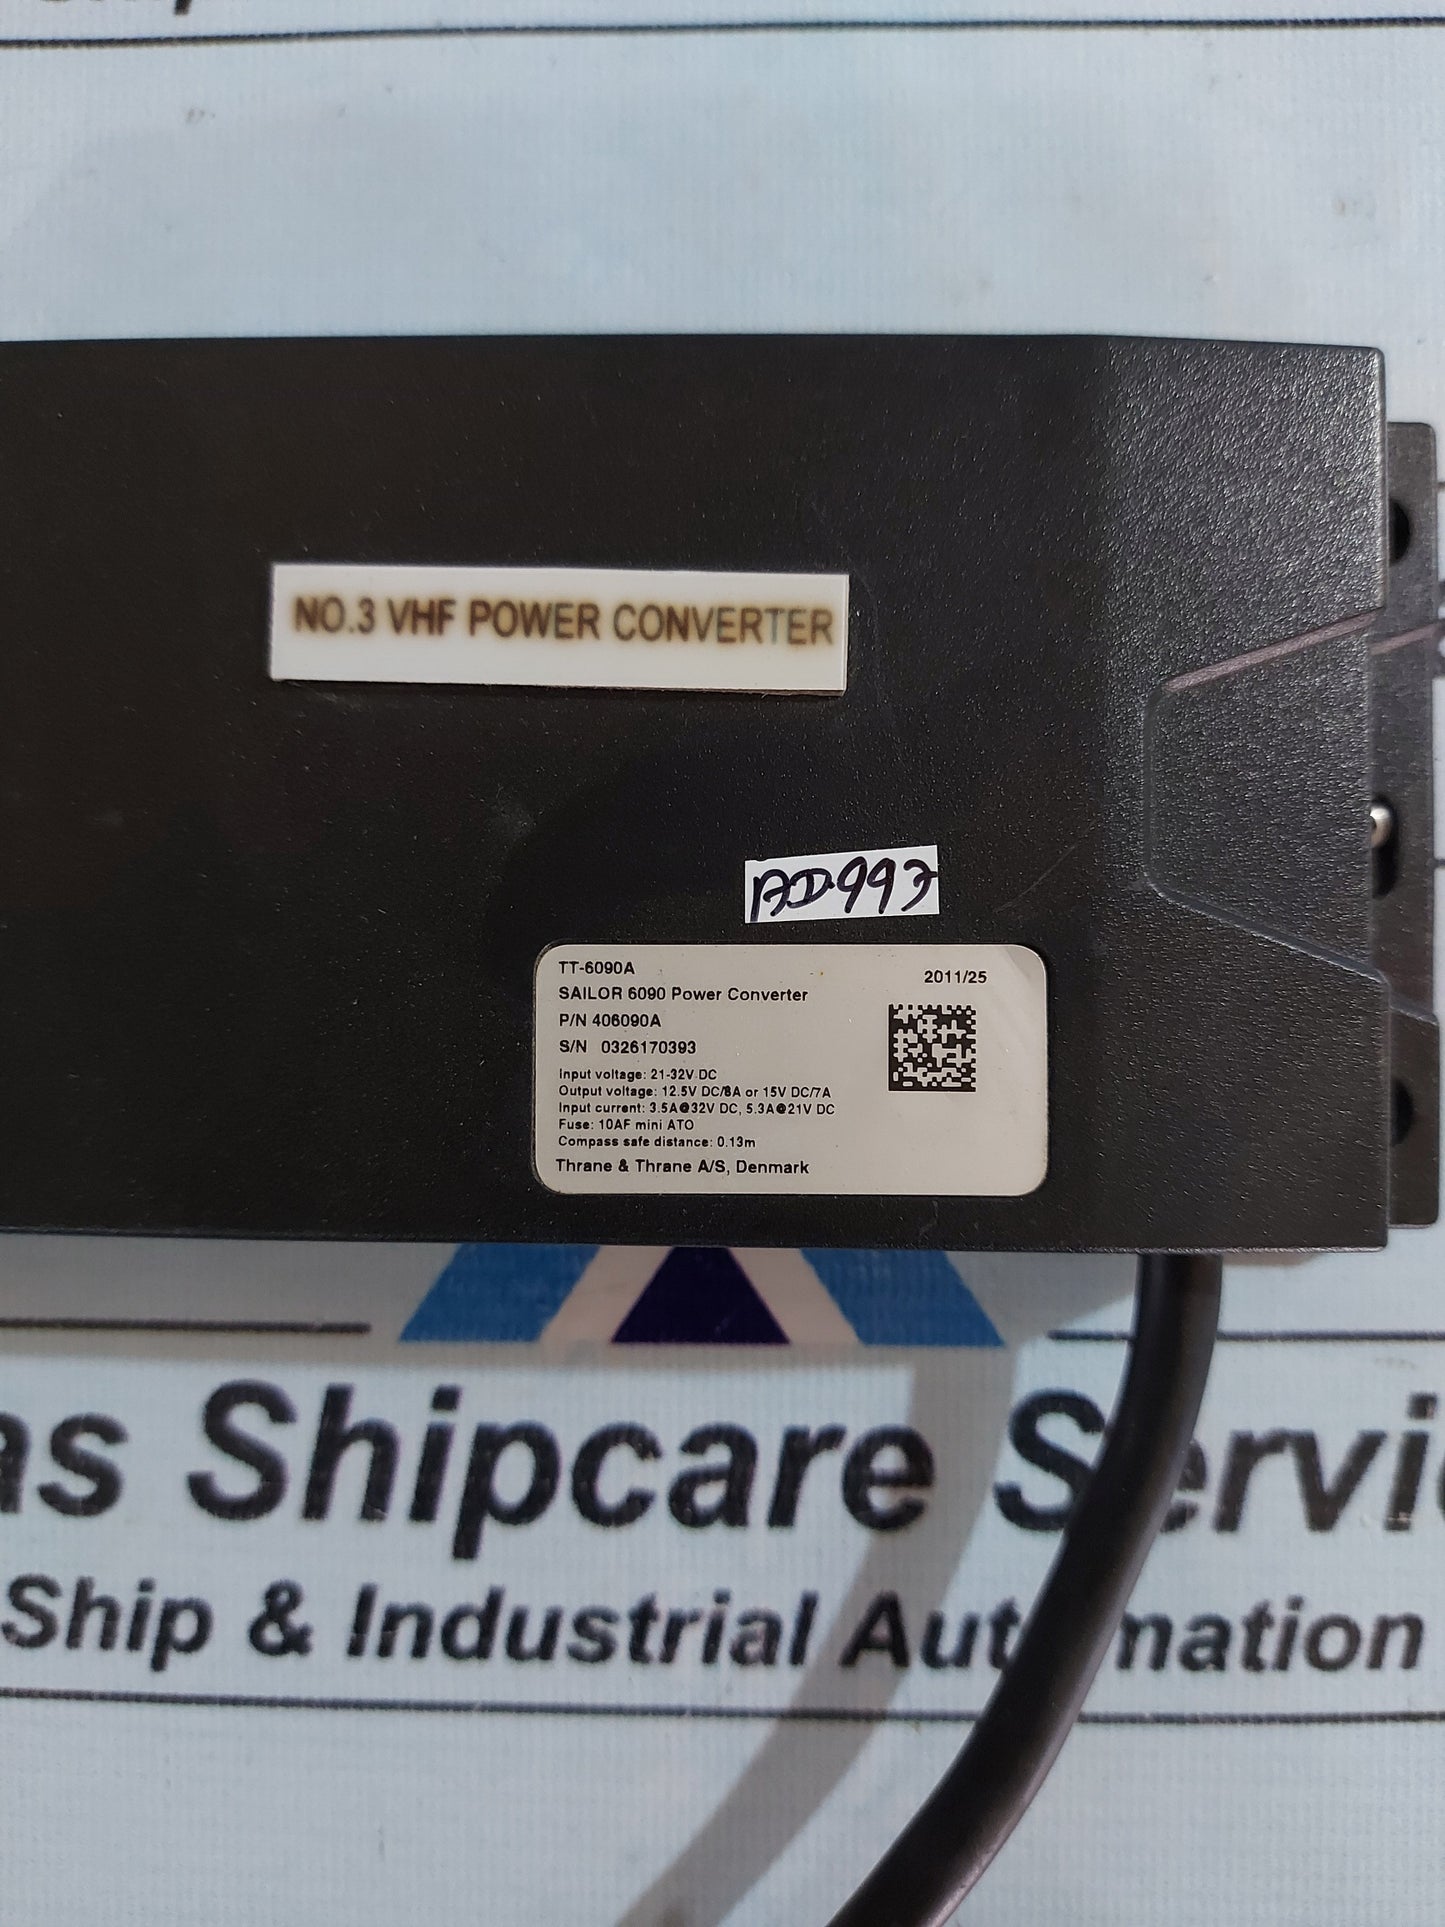 NO.3 VHF POWER CONVERTER
AD997
TT-6090A
2011/25
SAILOR 6090 Power Converter
P/N 406090A
S/N 0326170393
Input voltage: 21-32V DC
Output voltage: 12.5V DC/8A or 15V DC/7A
Input current: 3.5A@32V DC, 5.3A@21V DC
Fuse: 10AF mini ATO
Compass safe distance: 0.13m
Thrane & Thrane A/S, Denmark
as Shipcare Servi
Ship & Industrial Automation